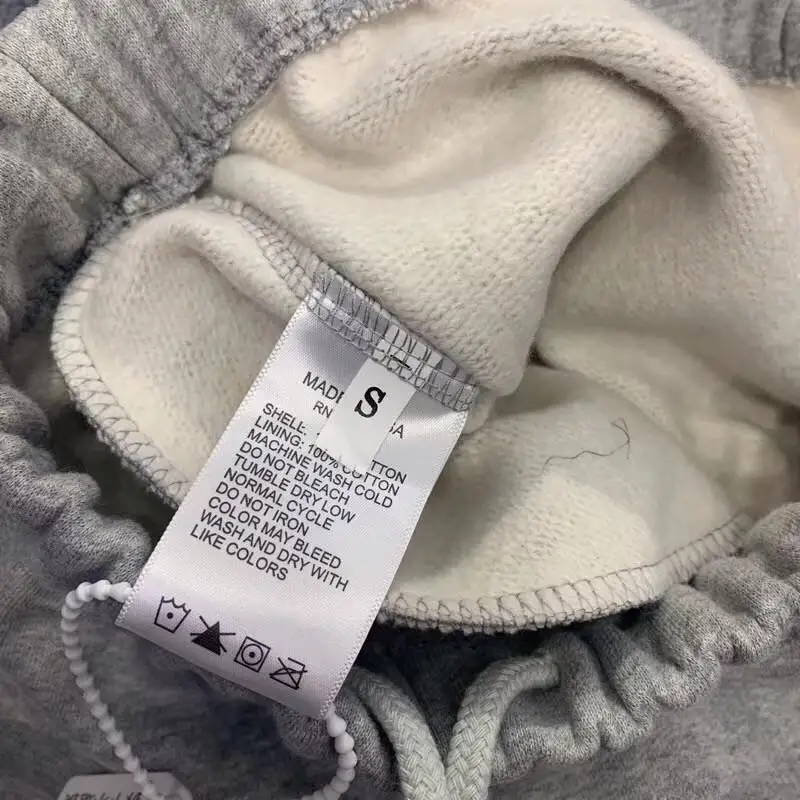 S
MADE
RN SA
SHELL:
LINING: 100% COTTON
MACHINE WASH COLD
DO NOT BLEACH
TUMBLE DRY LOW
NORMAL CYCLE
DO NOT IRON
COLOR MAY BLEED
WASH AND DRY WITH
LIKE COLORS